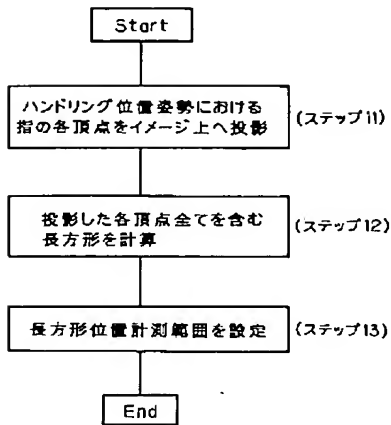 Start
ハンドリング位置姿勢における
指の各頂点をイメージ上へ投影
(ステップ11)
投影した各頂点全てを含む
長方形を計算
(ステップ12)
長方形位置計測範囲を設定
(ステップ13)
End